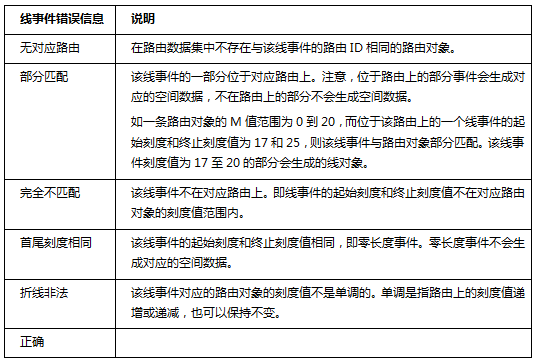 线事件错误信息 说明
无对应路由 在路由数据集中不存在与该线事件的路由 ID 相同的路由对象。
部分匹配 该线事件的一部分位于对应路由上。注意，位于路由上的部分事件会生成对
应的空间数据，不在路由上的部分不会生成空间数据。
如一条路由对象的 M 值范围为 0 到 20，而位于该路由上的一个线事件的起
始刻度和终止刻度值为 17 和 25，则该线事件与路由对象部分匹配。该线事
件刻度值为 17 至 20 的部分会生成的线对象。
完全不匹配 该线事件不在对应路由上。即线事件的起始刻度和终止刻度值不在对应路由
对象的刻度值范围内。
首尾刻度相同 该线事件的起始刻度和终止刻度值相同，即零长度事件。零长度事件不会生
成对应的空间数据。
折线非法 该线事件对应的路由对象的刻度值不是单调的。单调是指路由上的刻度值递
增或递减，也可以保持不变。
正确